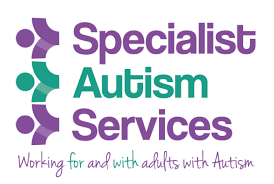 Specialist
Autism
Services
Working for and with adults with Autism